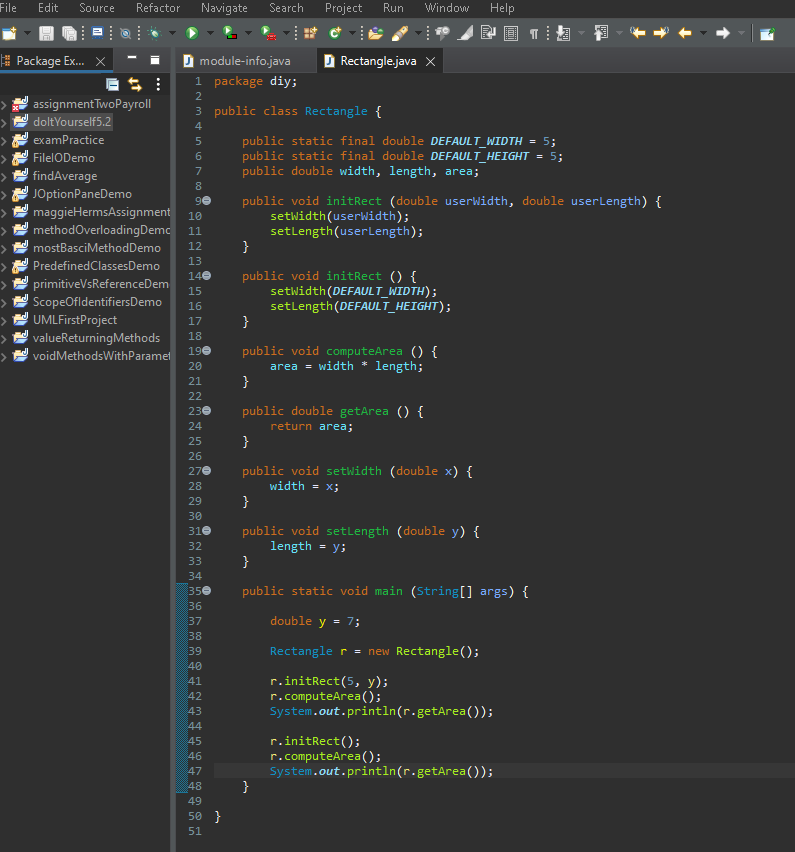 File Edit Source Refactor Navigate Search Project Run Window Help
Package Ex...
module-info.java
Rectangle.java
assignmentTwoPayroll
doItYourself5.2
examPractice
FileIODemo
findAverage
JOptionPaneDemo
maggieHermsAssignment
methodOverloadingDemo
mostBasciMethodDemo
PredefinedClassesDemo
primitiveVsReferenceDem
ScopeOfIdentifiersDemo
UMLFirstProject
valueReturningMethods
voidMethodsWithParamet
1 package diy;
2
3 public class Rectangle {
4
5     public static final double DEFAULT_WIDTH = 5;
6     public static final double DEFAULT_HEIGHT = 5;
7     public double width, length, area;
8
9     public void initRect (double userWidth, double userLength) {
10         setWidth(userWidth);
11         setLength(userLength);
12     }
13
14     public void initRect () {
15         setWidth(DEFAULT_WIDTH);
16         setLength(DEFAULT_HEIGHT);
17     }
18
19     public void computeArea () {
20         area = width * length;
21     }
22
23     public double getArea () {
24         return area;
25     }
26
27     public void setWidth (double x) {
28         width = x;
29     }
30
31     public void setLength (double y) {
32         length = y;
33     }
34
35     public static void main (String[] args) {
36
37         double y = 7;
38
39         Rectangle r = new Rectangle();
40
41         r.initRect(5, y);
42         r.computeArea();
43         System.out.println(r.getArea());
44
45         r.initRect();
46         r.computeArea();
47         System.out.println(r.getArea());
48     }
49
50 }
51